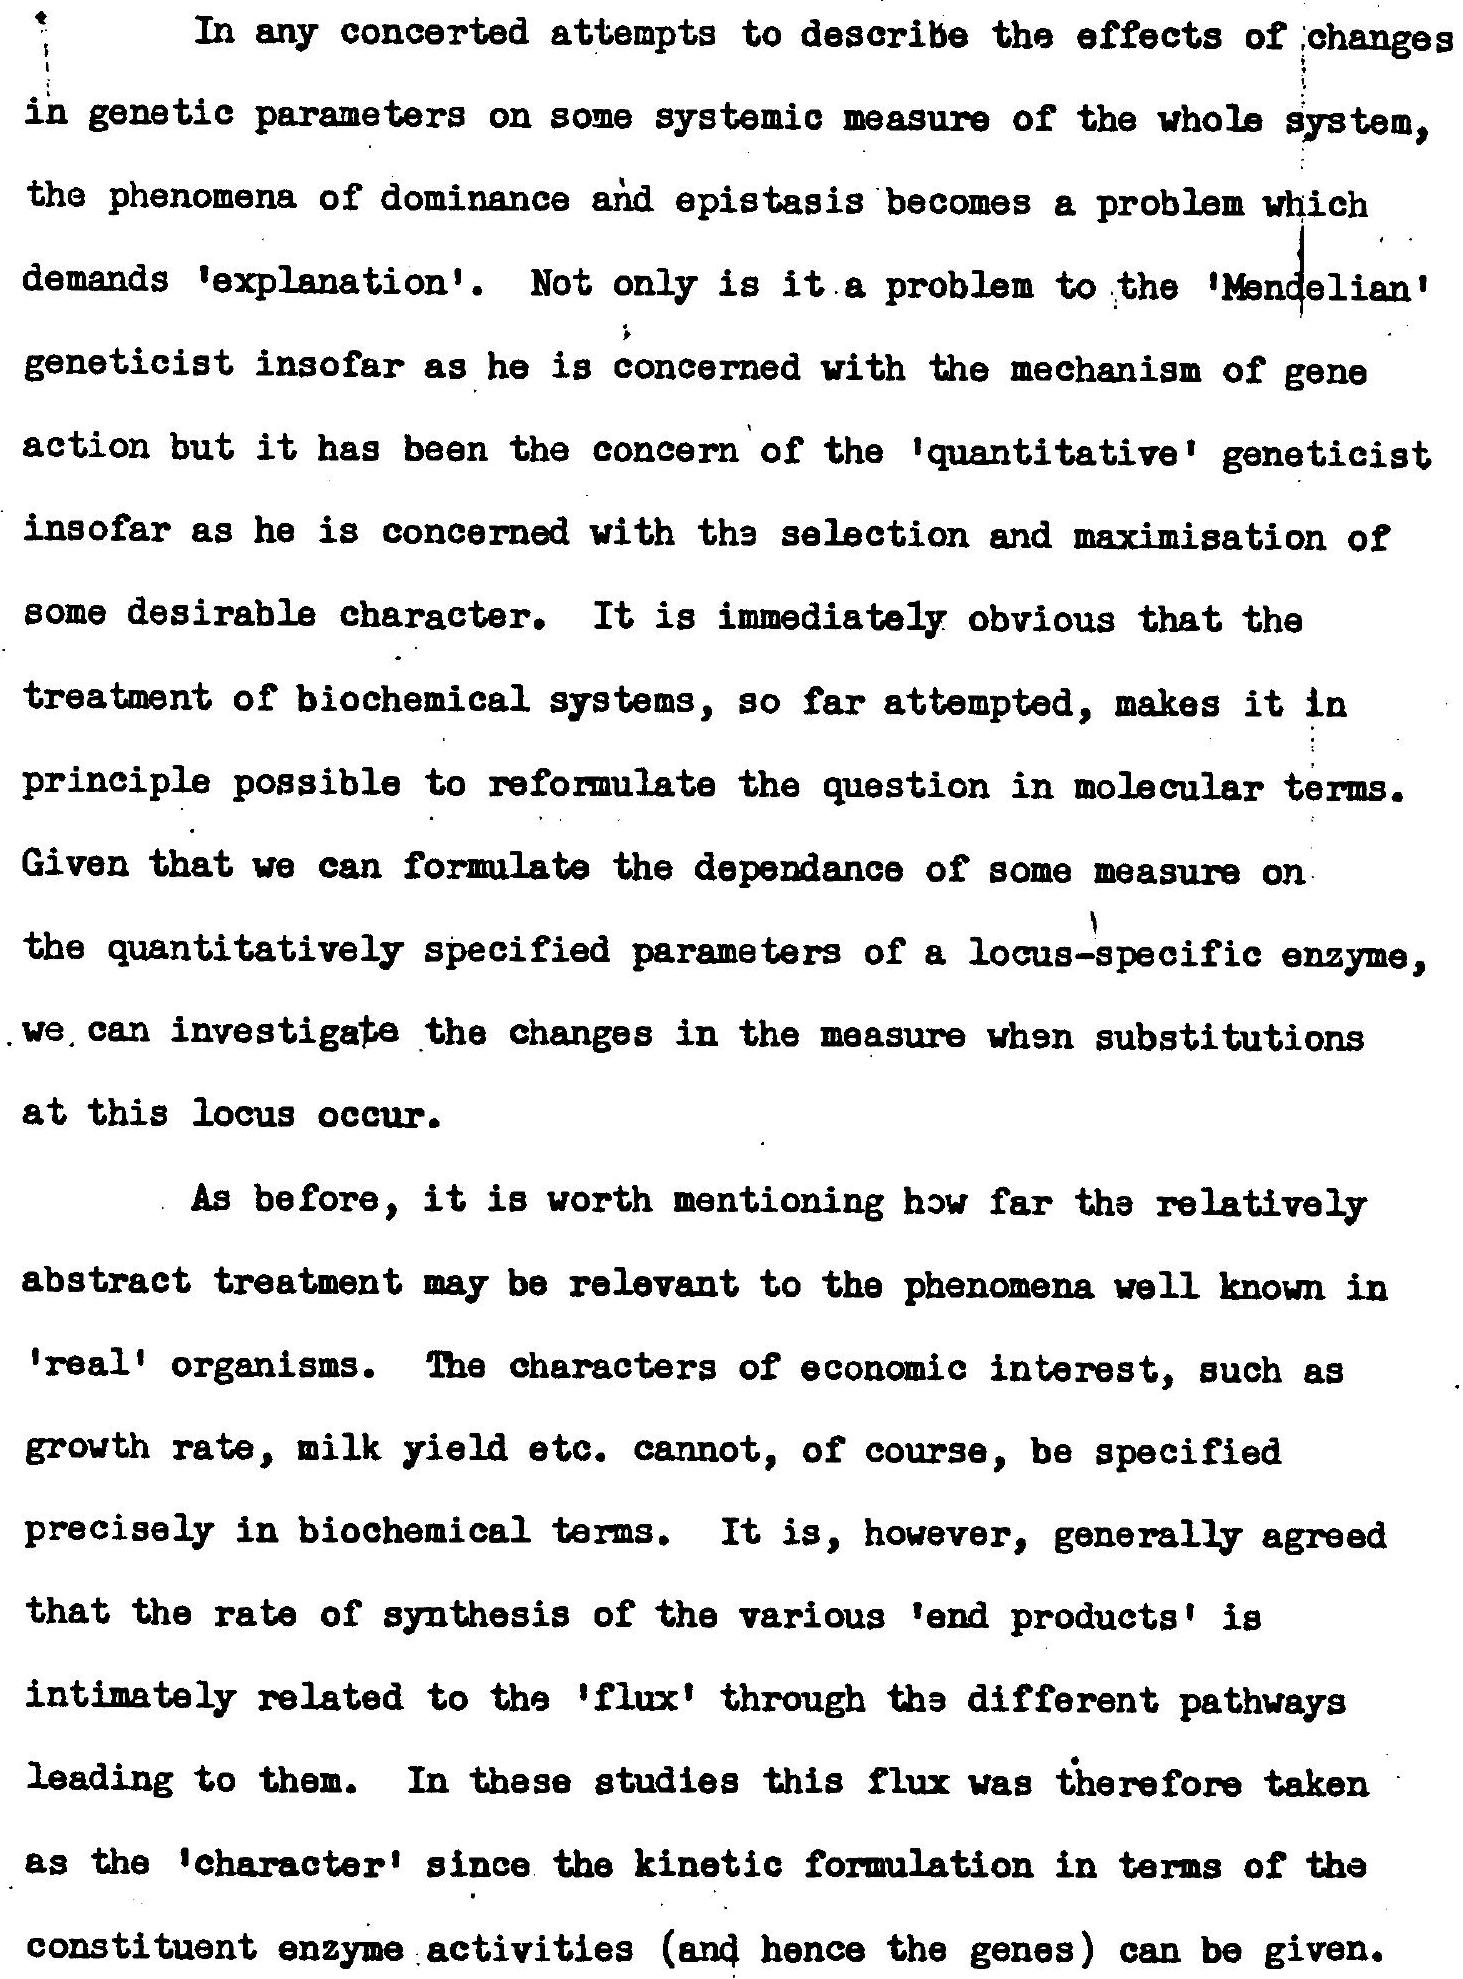 In any concerted attempts to describe the effects of changes
in genetic parameters on some systemic measure of the whole system,
the phenomena of dominance and epistasis becomes a problem which
demands 'explanation'. Not only is it a problem to the 'Mendelian'
geneticist insofar as he is concerned with the mechanism of gene
action but it has been the concern of the 'quantitative' geneticist
insofar as he is concerned with the selection and maximisation of
some desirable character. It is immediately obvious that the
treatment of biochemical systems, so far attempted, makes it in
principle possible to reformulate the question in molecular terms.
Given that we can formulate the dependance of some measure on
the quantitatively specified parameters of a locus-specific enzyme,
we can investigate the changes in the measure when substitutions
at this locus occur.
As before, it is worth mentioning how far the relatively
abstract treatment may be relevant to the phenomena well known in
'real' organisms. The characters of economic interest, such as
growth rate, milk yield etc. cannot, of course, be specified
precisely in biochemical terms. It is, however, generally agreed
that the rate of synthesis of the various 'end products' is
intimately related to the 'flux' through the different pathways
leading to them. In these studies this flux was therefore taken
as the 'character' since the kinetic formulation in terms of the
constituent enzyme activities (and hence the genes) can be given.